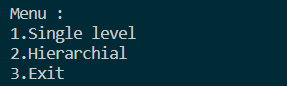 Menu :
1.Single level
2.Hierarchial
3.Exit